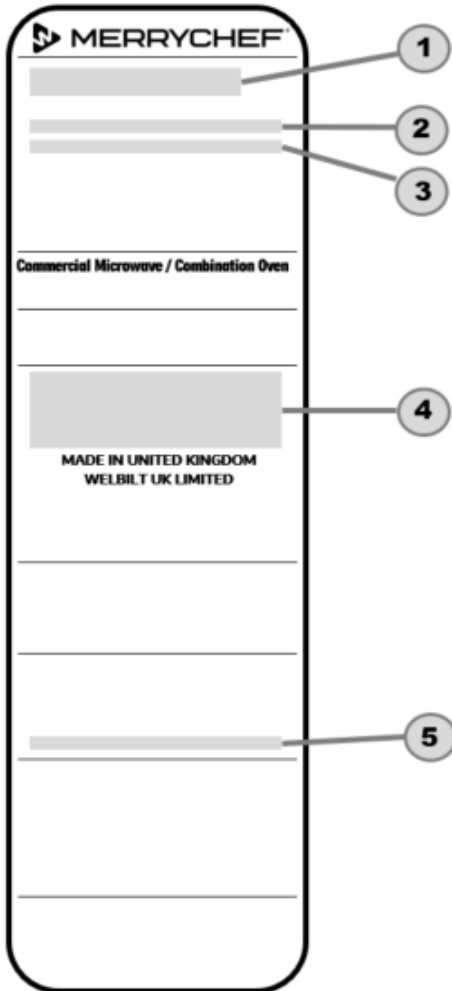 MERRYCHEF
1
2
3
Commercial Microwave / Combination Oven
4
MADE IN UNITED KINGDOM
WELBILT UK LIMITED
5